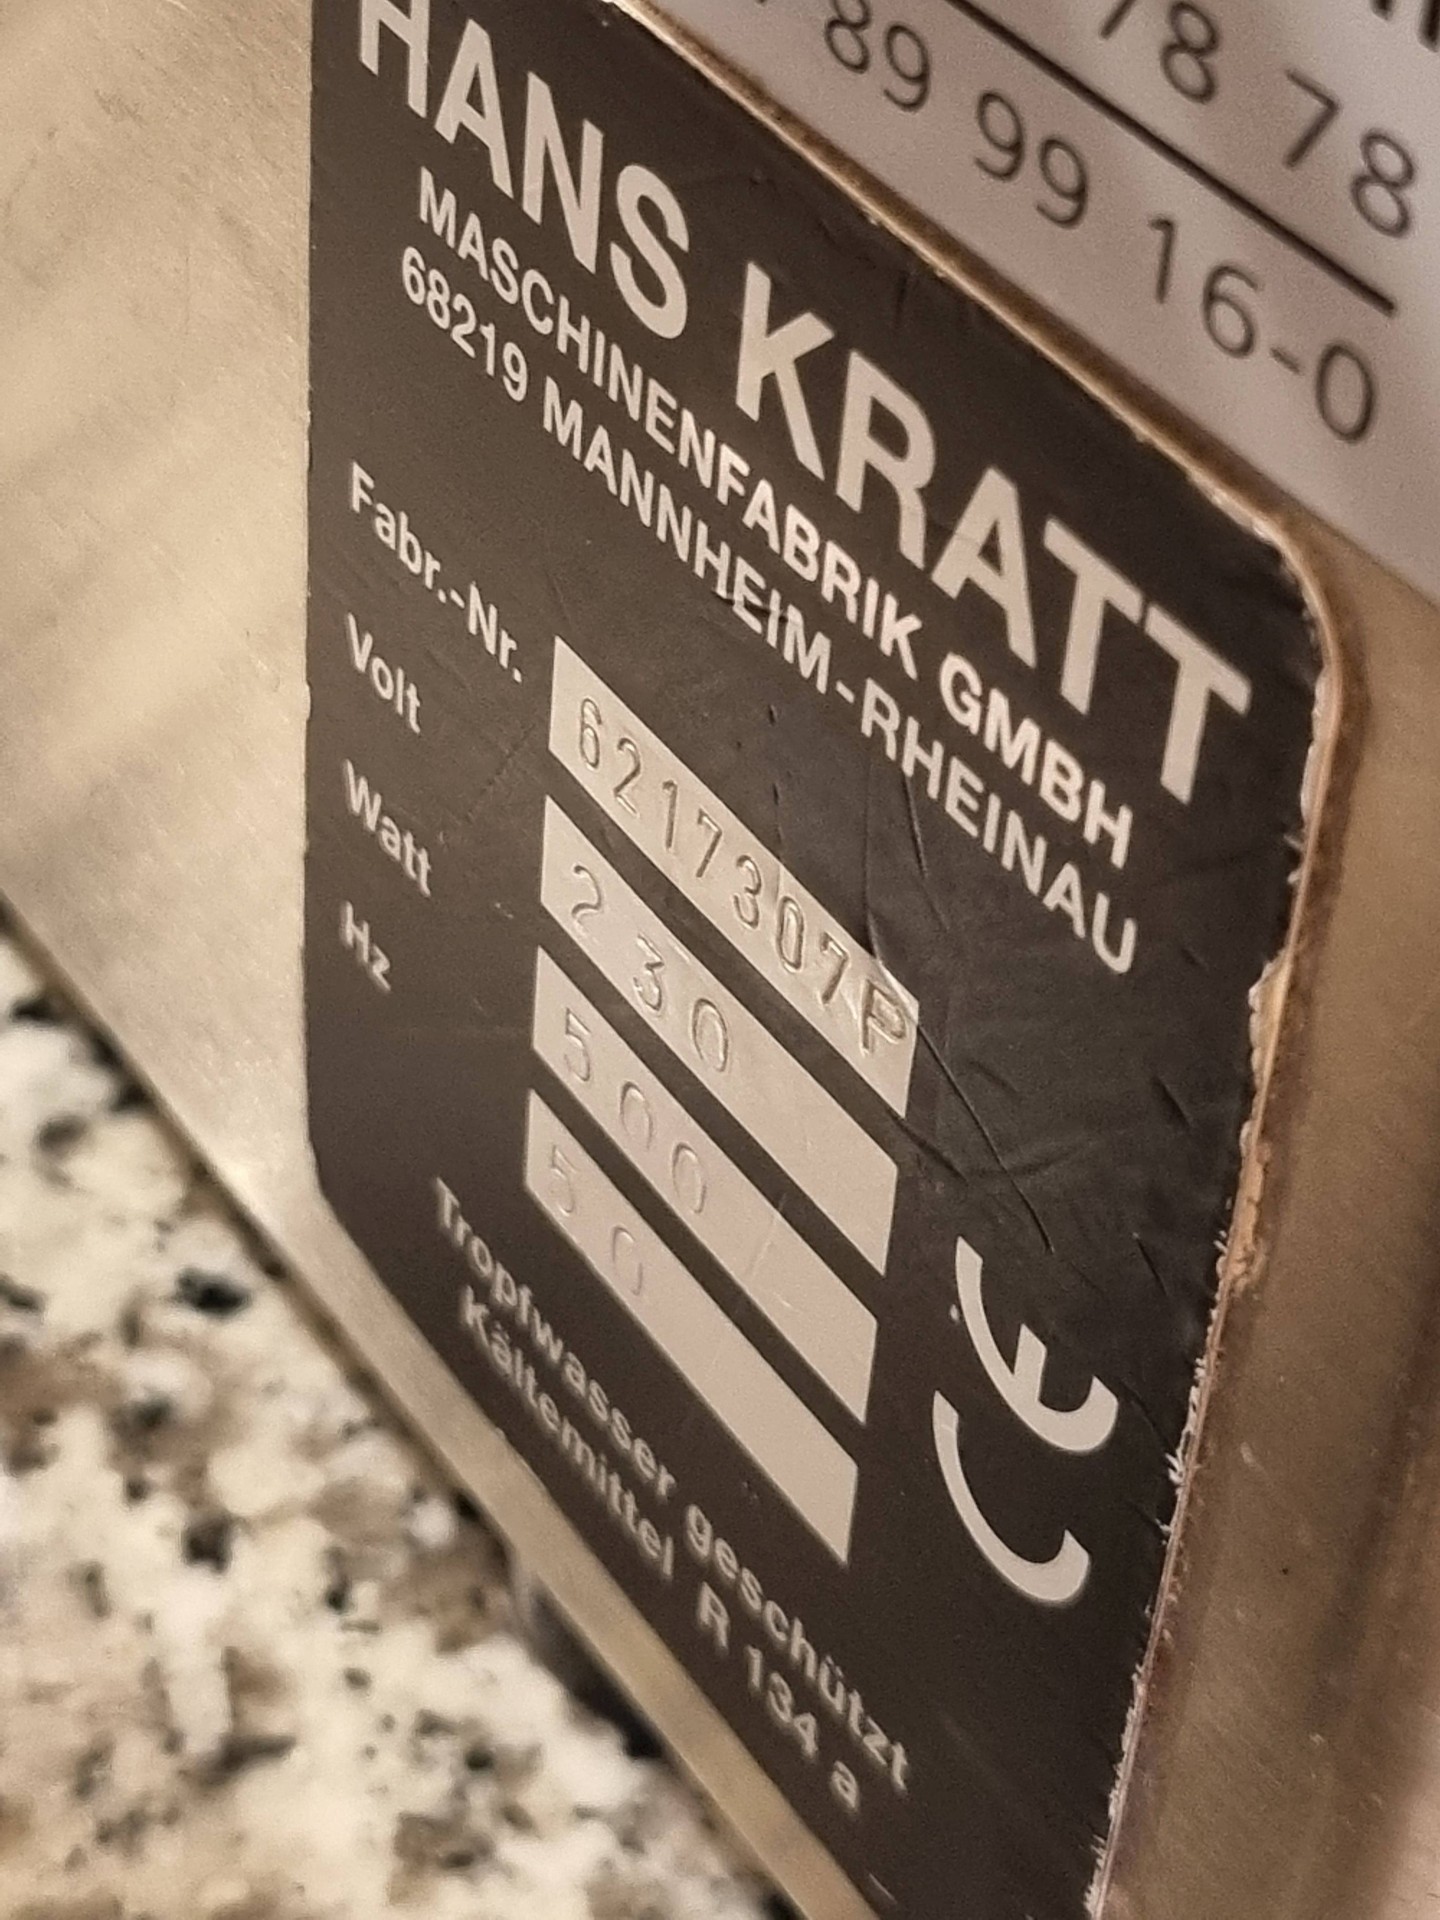 78 78
89 99 16-0
HANS KRATT
MASCHINENFABRIK GMBH
68219 MANNHEIM-RHEINAU
Fabr.-Nr. 6217307P
Volt 230
Watt 500
Hz 50
CE
Tropfwasser geschützt
Kältemittel R 134 a